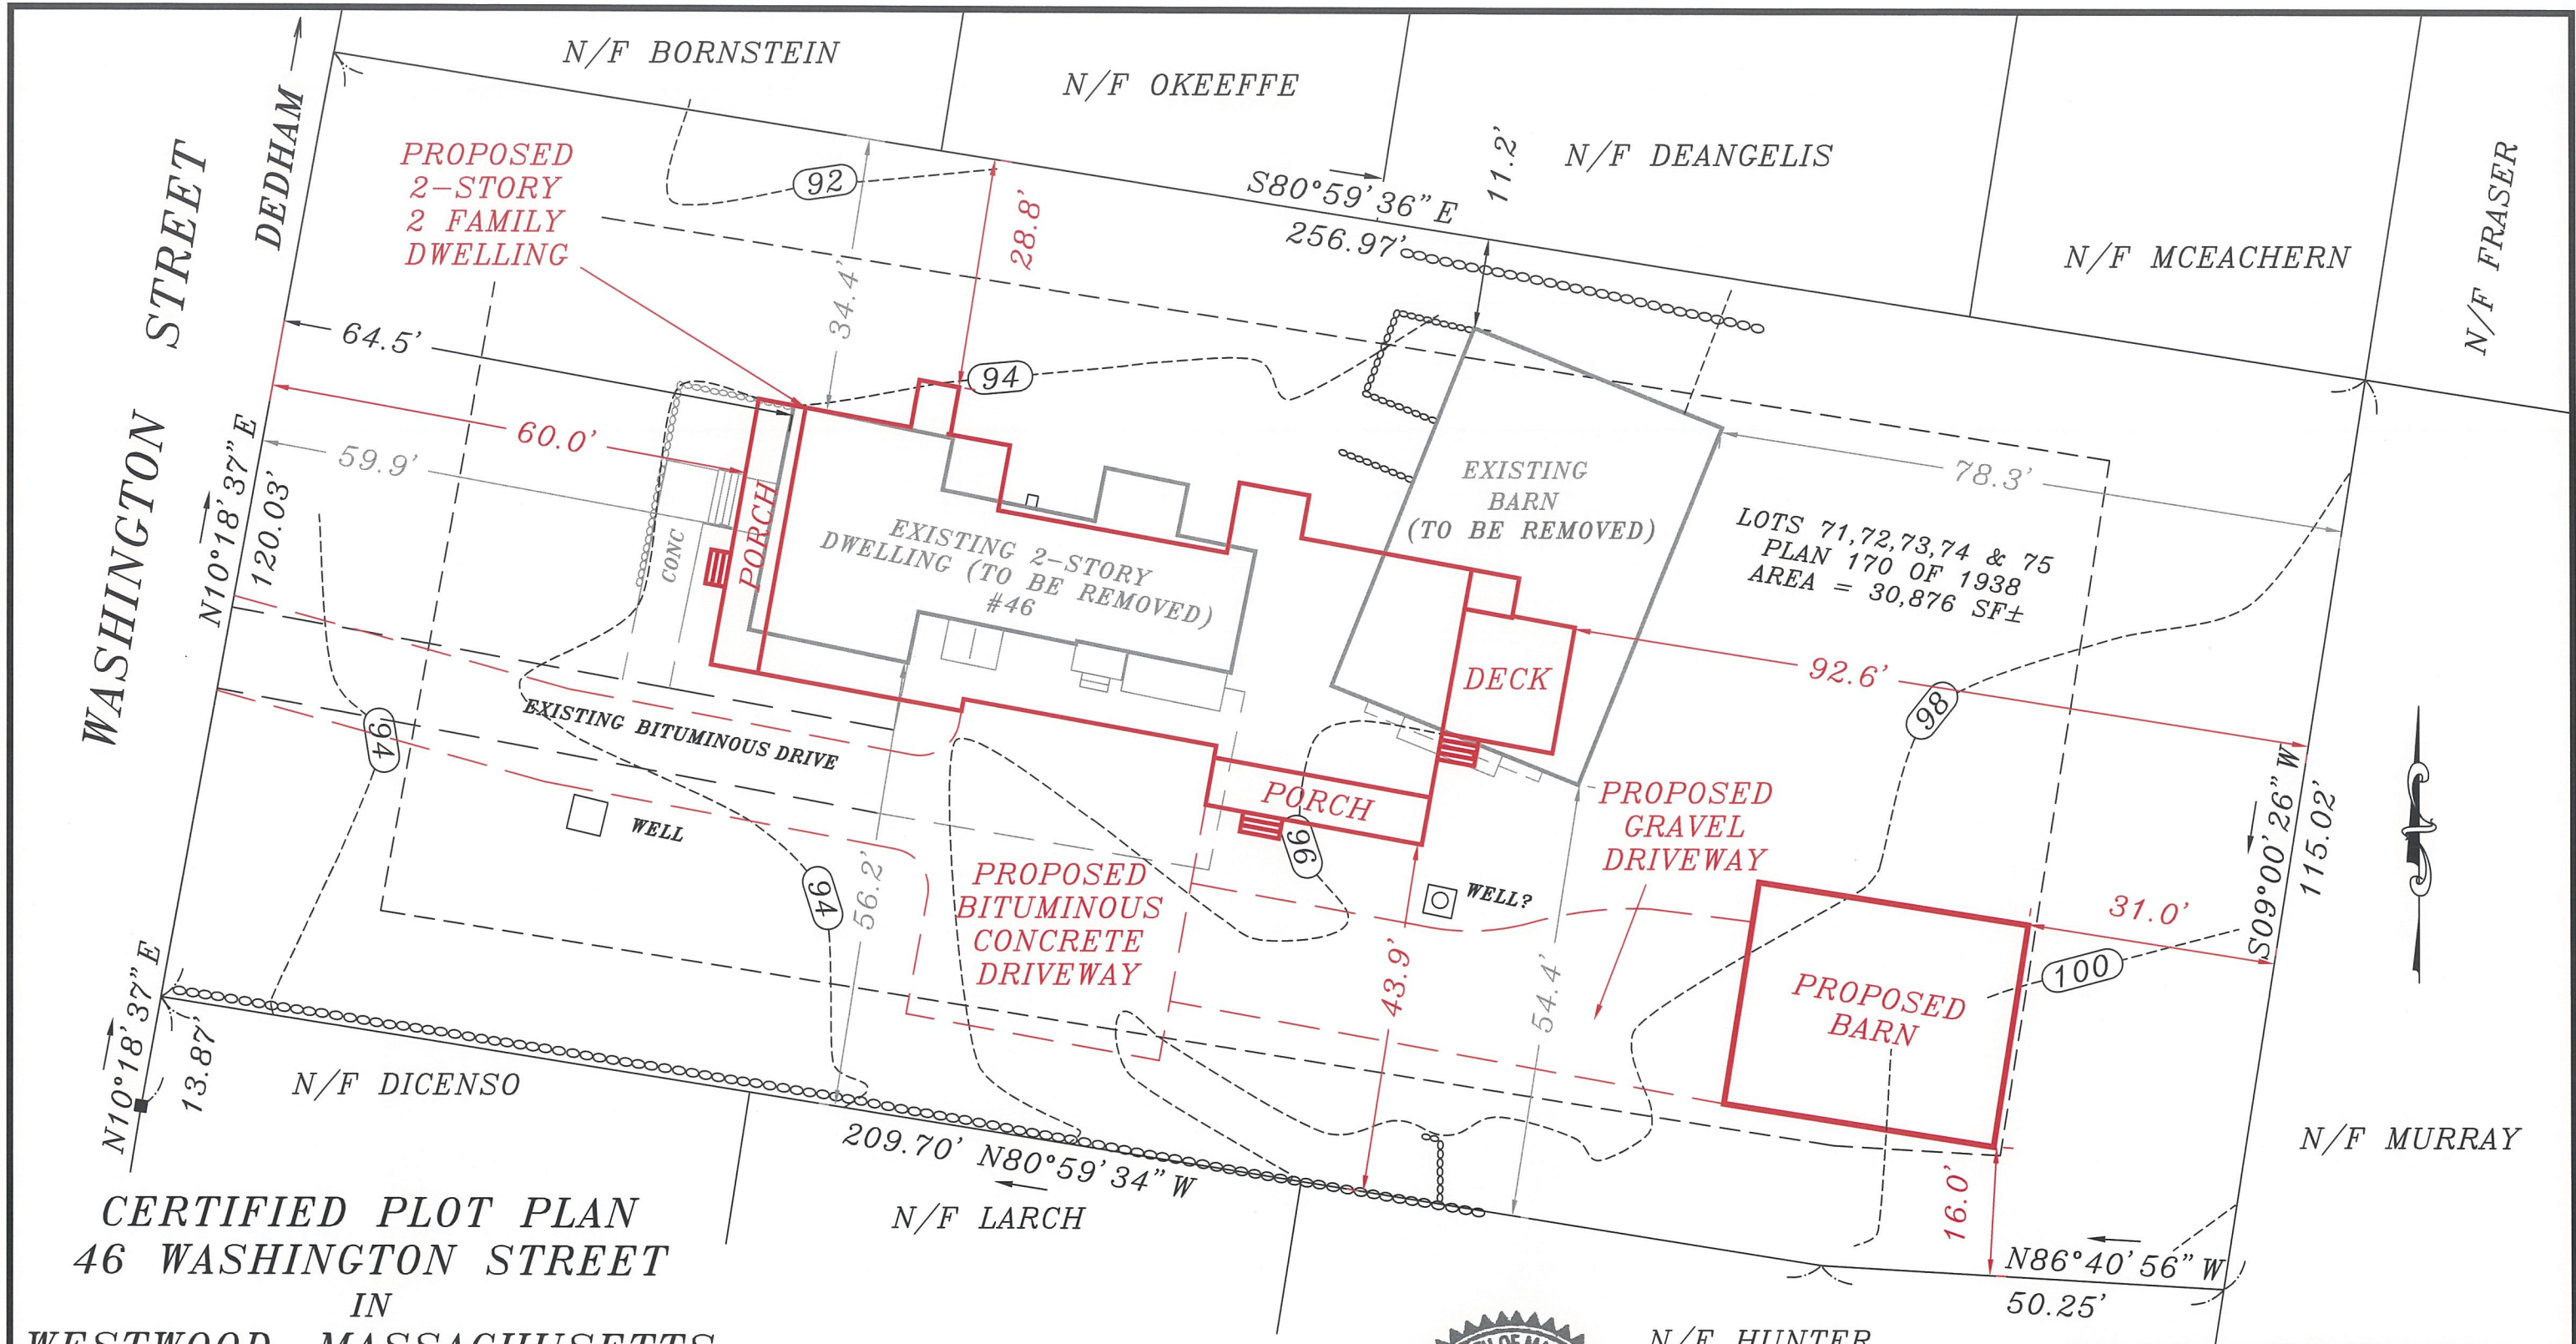 N/F BORNSTEIN
N/F OKEEFFE
N/F DEANGELIS
N/F MCEACHERN
N/F FRASER
DEDHAM
WASHINGTON STREET
PROPOSED
2-STORY
2 FAMILY
DWELLING
92
34.4'
28.8'
S80°59'36"E
256.97'
11.2'
64.5'
60.0'
59.9'
94
N10°18'37"E
120.03'
CONC
PORCH
EXISTING 2-STORY
DWELLING (TO BE REMOVED)
#46
EXISTING
BARN
(TO BE REMOVED)
78.3'
LOTS 71,72,73,74 & 75
PLAN 170 OF 1938
AREA = 30,876 SF±
DECK
92.6'
98
94
EXISTING BITUMINOUS DRIVE
WELL
94
56.2'
PROPOSED
BITUMINOUS
CONCRETE
DRIVEWAY
PORCH
96
WELL?
43.9'
54.4'
PROPOSED
GRAVEL
DRIVEWAY
PROPOSED
BARN
31.0'
100
S09°00'26"W
115.02'
16.0'
N86°40'56"W
50.25'
N/F MURRAY
N10°18'37"E
13.87'
N/F DICENSO
209.70' N80°59'34"W
N/F LARCH
N/F HUNTER
CERTIFIED PLOT PLAN
46 WASHINGTON STREET
IN
WESTWOOD, MASSACHUSETTS